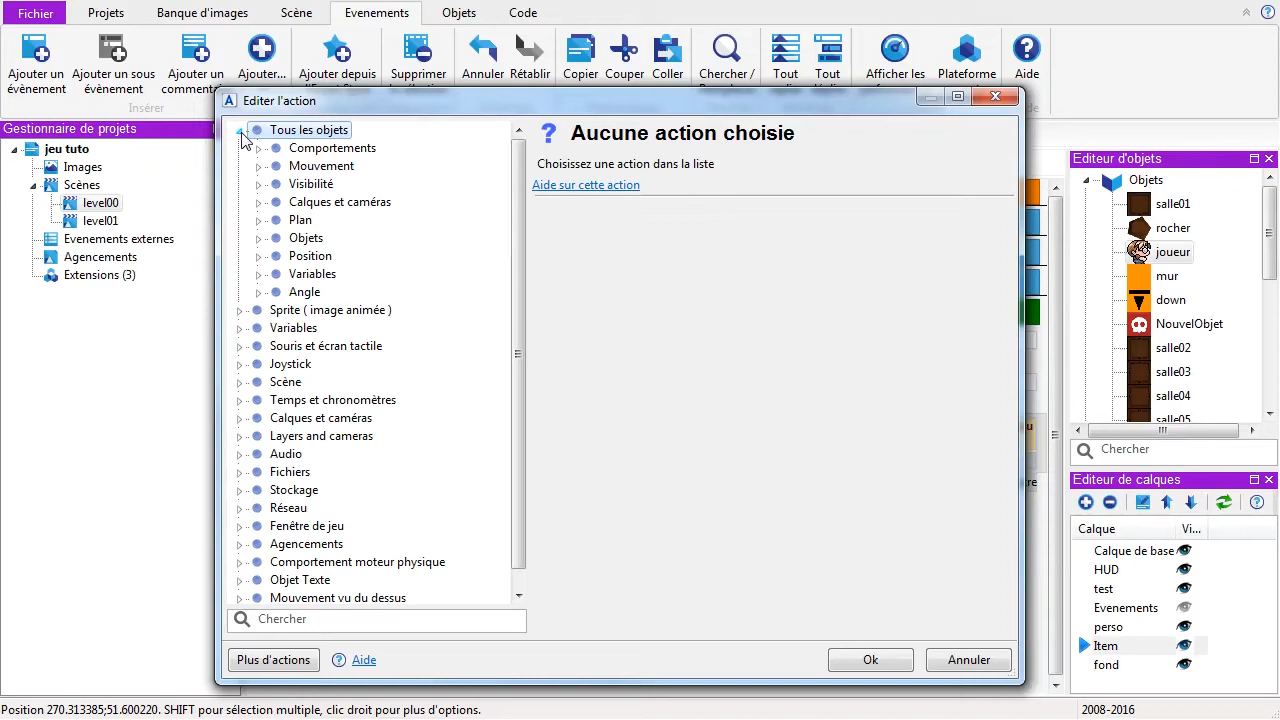 Fichier Projets Banque d'images Scène Evenements Objets Code
Ajouter un évènement
Ajouter un sous évènement
Ajouter un
Ajouter...
Ajouter depuis
Supprimer
Annuler
Rétablir
Copier
Couper
Coller
Chercher /
Tout
Tout
Afficher les
Plateforme
Aide
Insérer
Gestionnaire de projets
jeu tuto
Images
Scènes
level00
level01
Evenements externes
Agencements
Extensions (3)
Editer l'action
Tous les objets
Comportements
Mouvement
Visibilité
Calques et caméras
Plan
Objets
Position
Variables
Angle
Sprite ( image animée )
Variables
Souris et écran tactile
Joystick
Scène
Temps et chronomètres
Calques et caméras
Layers and cameras
Audio
Fichiers
Stockage
Réseau
Fenêtre de jeu
Agencements
Comportement moteur physique
Objet Texte
Mouvement vu du dessus
Chercher
Plus d'actions
Aide
Aucune action choisie
Choisissez une action dans la liste
Aide sur cette action
Ok
Annuler
Editeur d'objets
Objets
salle01
rocher
joueur
mur
down
NouvelObjet
salle02
salle03
salle04
salle05
Chercher
Editeur de calques
Calque Vi...
Calque de base
HUD
test
Evenements
perso
Item
fond
Position 270.313385;51.600220. SHIFT pour sélection multiple, clic droit pour plus d'options.
2008-2016